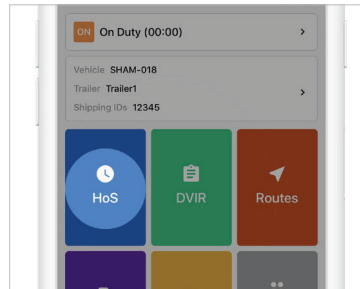 ON On Duty (00:00)
Vehicle SHAM-018
Trailer Trailer1
Shipping IDs 12345
HoS DVIR Routes